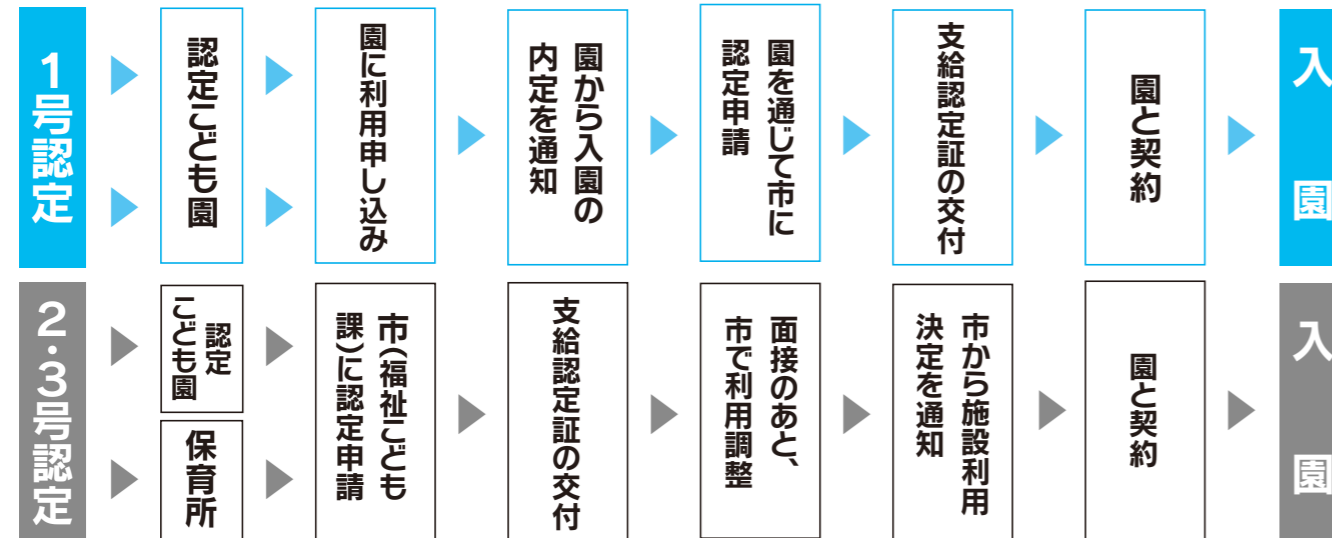 1号認定
認定こども園
園に利用申し込み
園から入園の
内定を通知
園を通じて市に
認定申請
支給認定証の交付
園と契約
入園
2・3号認定
認定
こども園
保育所
市(福祉こども
課)に認定申請
支給認定証の交付
面接のあと、
市で利用調整
市から施設利用
決定を通知
園と契約
入園